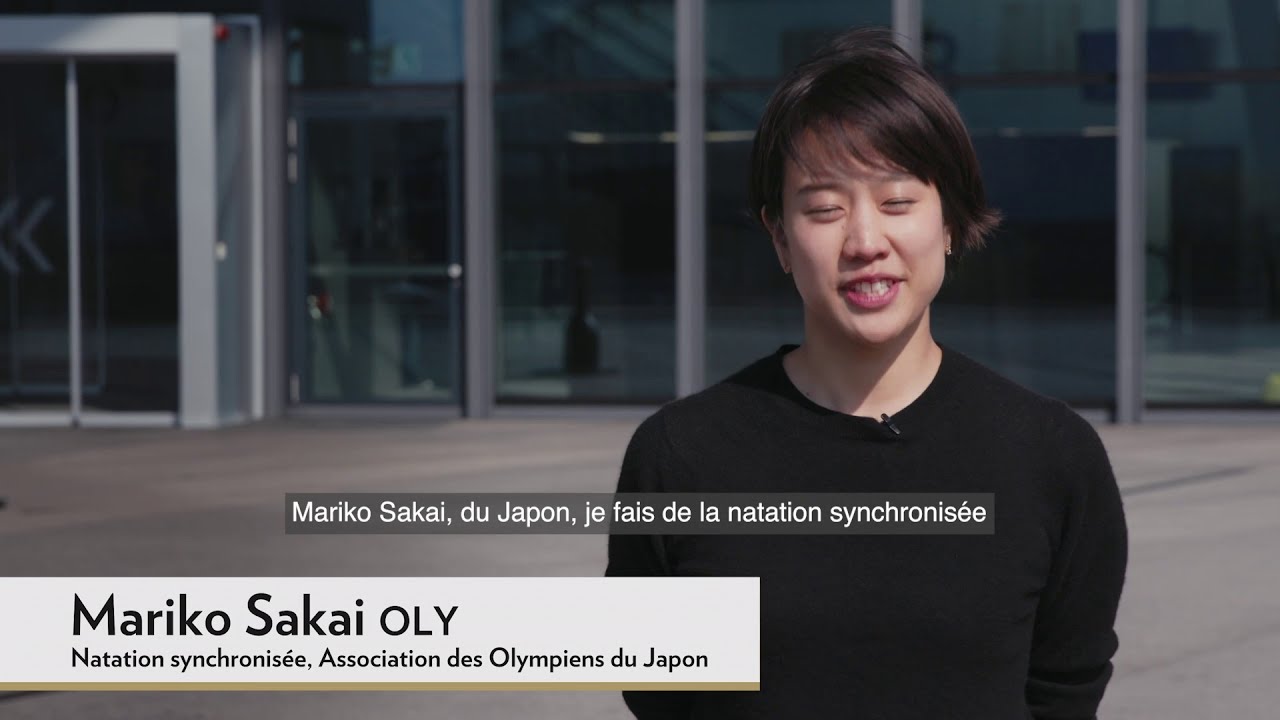 Mariko Sakai, du Japon, je fais de la natation synchronisée
Mariko Sakai OLY
Natation synchronisée, Association des Olympiens du Japon